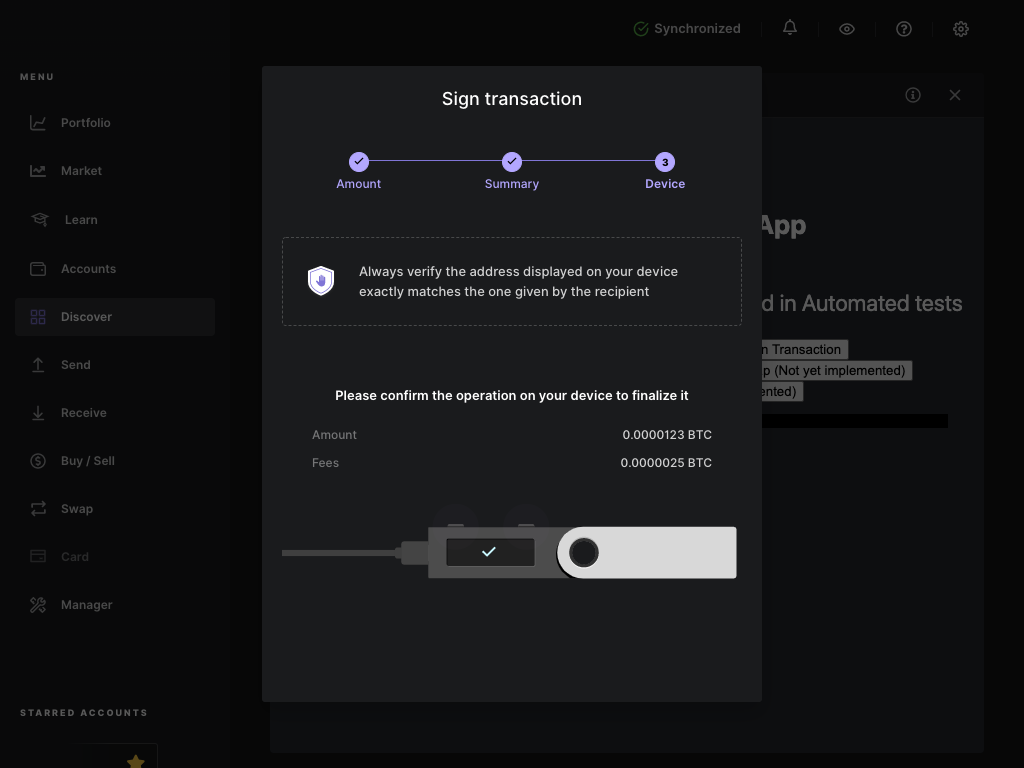 Synchronized
MENU
Portfolio
Market
Learn
Accounts
Discover
Send
Receive
Buy / Sell
Swap
Card
Manager
STARRED ACCOUNTS
Sign transaction
3
Amount
Summary
Device
Always verify the address displayed on your device
exactly matches the one given by the recipient
Please confirm the operation on your device to finalize it
Amount 0.0000123 BTC
Fees 0.0000025 BTC
App
d in Automated tests
n Transaction
p (Not yet implemented)
ented)